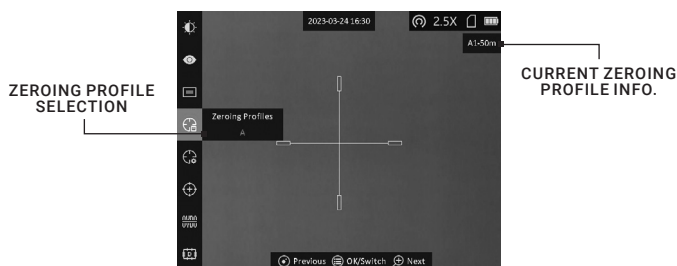 2023-03-24 16:30
2.5X
A1-50m
CURRENT ZEROING
PROFILE INFO.
ZEROING PROFILE
SELECTION
Zeroing Profiles
A
Previous OK/Switch Next